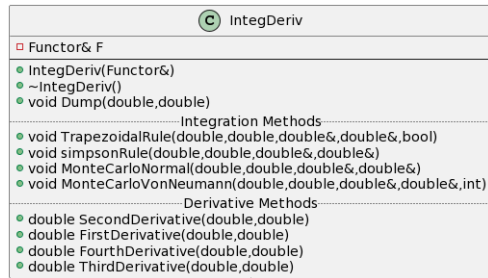 C IntegDeriv
Functor& F
IntegDeriv(Functor&)
~IntegDeriv()
void Dump(double,double)
Integration Methods
void TrapezoidalRule(double,double,double&,double&,bool)
void simpsonRule(double,double,double&,double&)
void MonteCarloNormal(double,double,double&,double&)
void MonteCarloVonNeumann(double,double,double&,double&,int)
Derivative Methods
double SecondDerivative(double,double)
double FirstDerivative(double,double)
double FourthDerivative(double,double)
double ThirdDerivative(double,double)